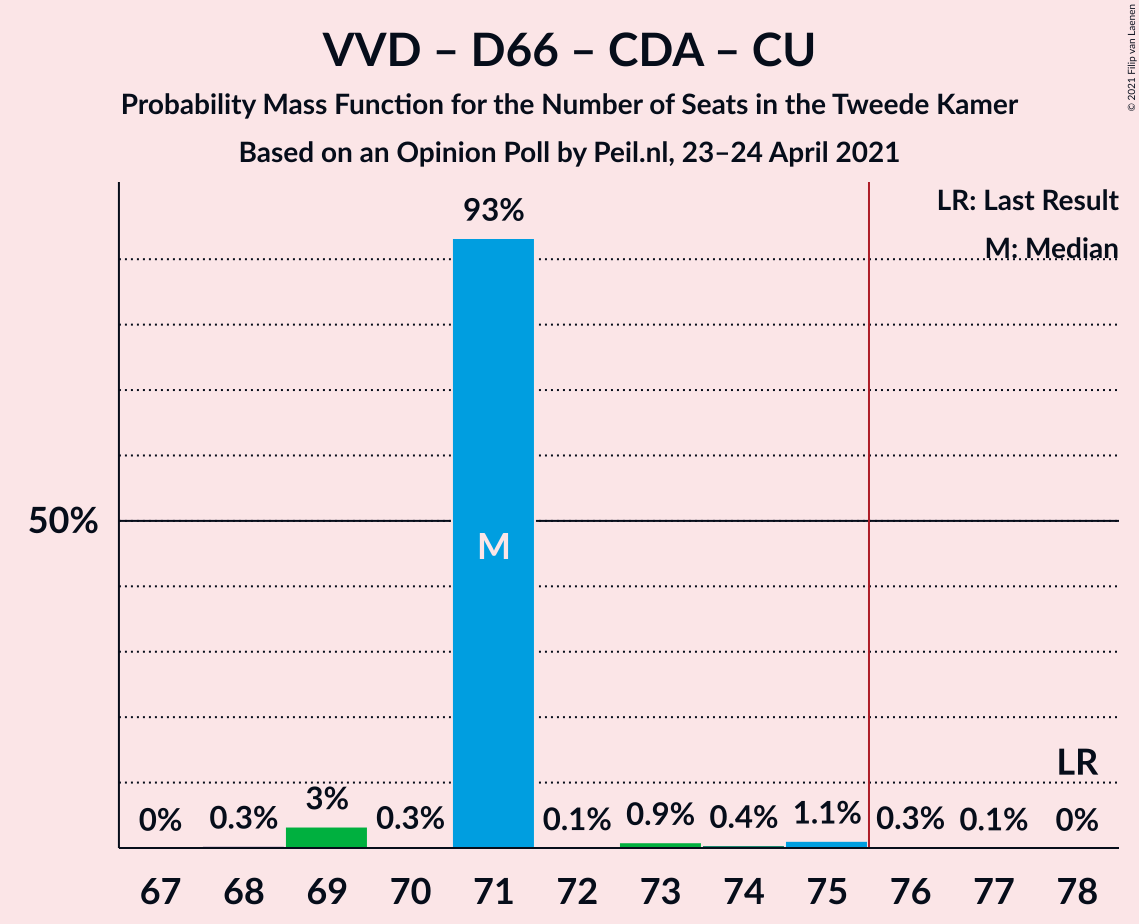 VVD – D66 – CDA – CU
Probability Mass Function for the Number of Seats in the Tweede Kamer
Based on an Opinion Poll by Peil.nl, 23–24 April 2021
© 2021 Filip van Laenen
LR: Last Result
M: Median
93%
50%
M
LR
0% 0.3% 3% 0.3% 0.1% 0.9% 0.4% 1.1% 0.3% 0.1% 0%
67 68 69 70 71 72 73 74 75 76 77 78